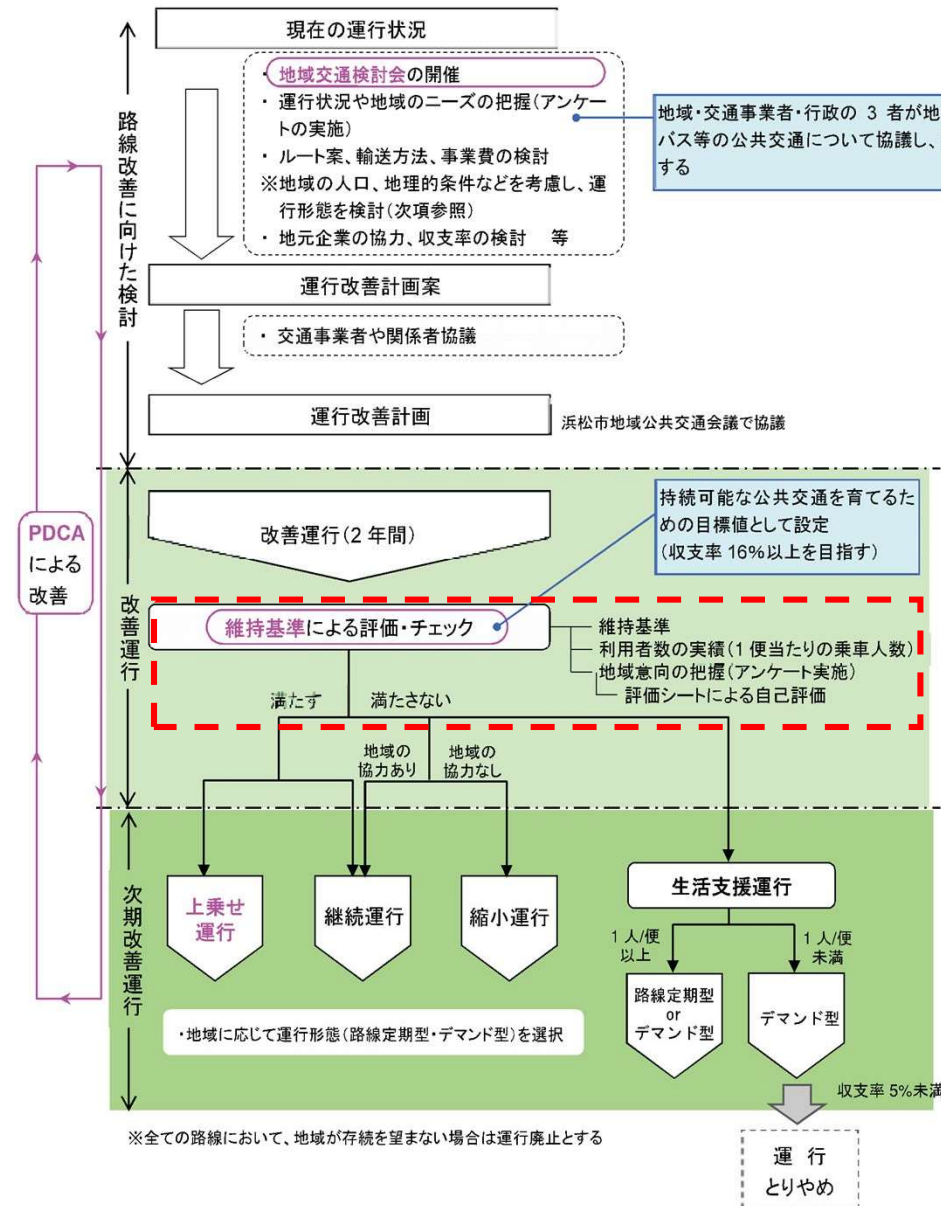 現在の運行状況
・地域交通検討会の開催
・運行状況や地域のニーズの把握(アンケー
トの実施)
・ルート案、輸送方法、事業費の検討
※地域の人口、地理的条件などを考慮し、運
行形態を検討(次項参照)
・地元企業の協力、収支率の検討 等
地域・交通事業者・行政の 3 者が地
バス等の公共交通について協議し、
する
路線改善に向けた検討
運行改善計画案
・交通事業者や関係者協議
運行改善計画
浜松市地域公共交通会議で協議
PDCA
による
改善
改善運行
改善運行(2 年間)
持続可能な公共交通を育てるた
めの目標値として設定
(収支率 16%以上を目指す)
維持基準による評価・チェック
維持基準
利用者数の実績(1 便当たりの乗車人数)
地域意向の把握(アンケート実施)
評価シートによる自己評価
満たす
満たさない
地域の
協力あり
地域の
協力なし
次期改善運行
上乗せ
運行
継続運行
縮小運行
生活支援運行
1 人/便
以上
1 人/便
未満
路線定期型
or
デマンド型
デマンド型
・地域に応じて運行形態(路線定期型・デマンド型)を選択
収支率 5%未満
※全ての路線において、地域が存続を望まない場合は運行廃止とする
運 行
とりやめ